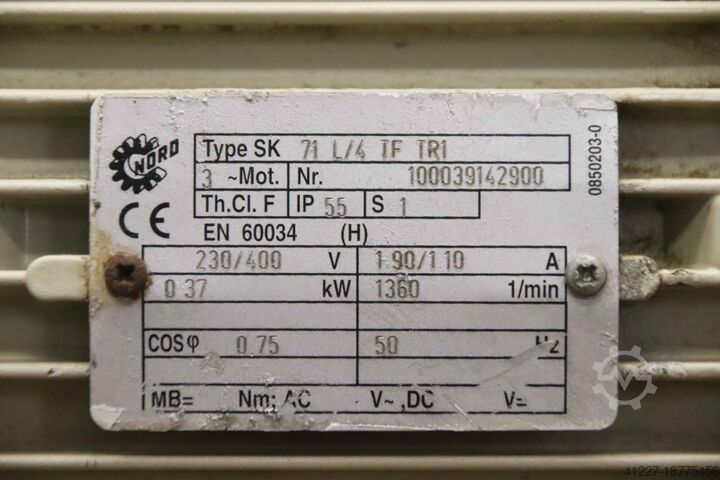 NORD
Type SK 71 L/4 TF TR1
3 ~Mot. Nr. 100039142900
Th.Cl. F IP 55 S 1
EN 60034 (H)
230/400 V 1.90/1.10 A
0.37 kW 1360 1/min
COS φ 0.75 50 Hz
MB= Nm; AC V~ ,DC V=
0850203-0
CE
41227-18775456